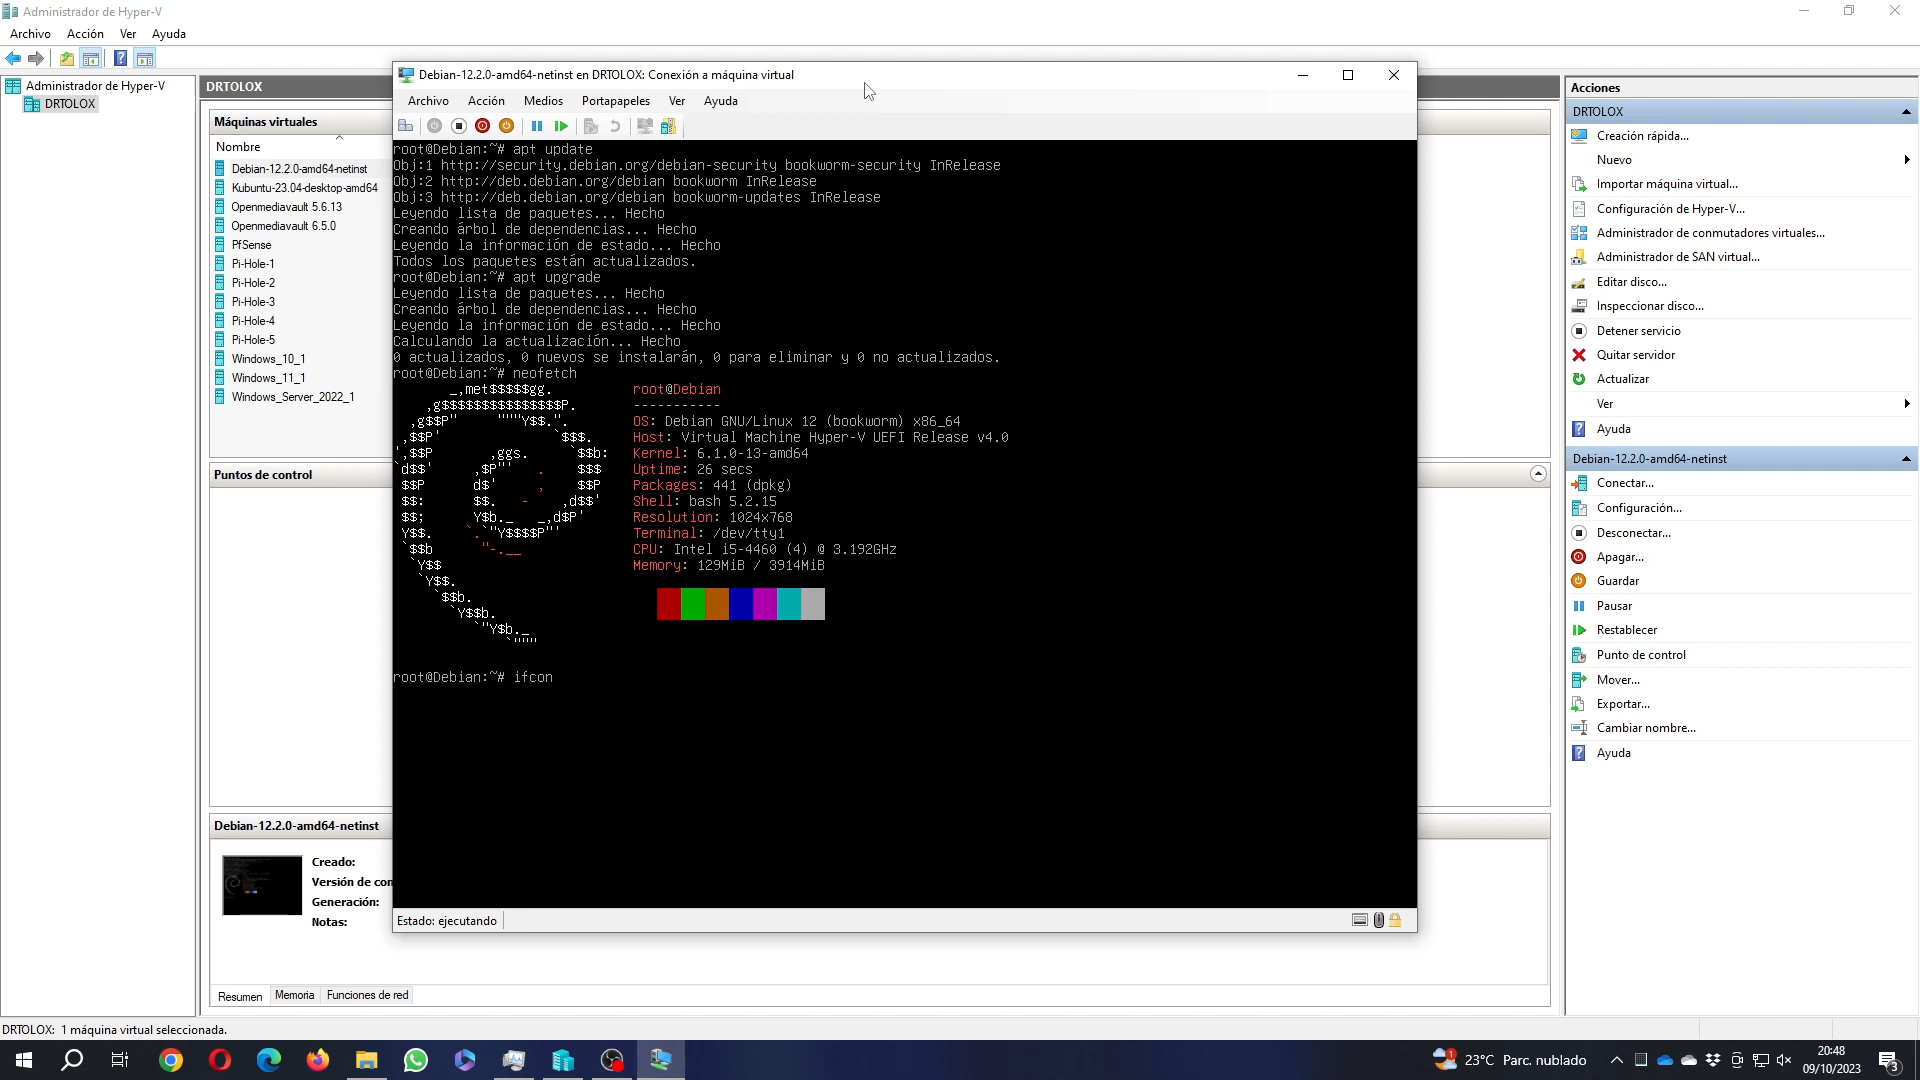 Administrador de Hyper-V
Archivo Acción Ver Ayuda
Administrador de Hyper-V
DRTOLOX
DRTOLOX
Máquinas virtuales
Nombre
Debian-12.2.0-amd64-netinst
Kubuntu-23.04-desktop-amd64
Openmediavault 5.6.13
Openmediavault 6.5.0
PfSense
Pi-Hole-1
Pi-Hole-2
Pi-Hole-3
Pi-Hole-4
Pi-Hole-5
Windows_10_1
Windows_11_1
Windows_Server_2022_1
Puntos de control
Debian-12.2.0-amd64-netinst
Creado:
Versión de con
Generación:
Notas:
Resumen Memoria Funciones de red
Debian-12.2.0-amd64-netinst en DRTOLOX: Conexión a máquina virtual
Archivo Acción Medios Portapapeles Ver Ayuda
root@Debian:~# apt update
Obj:1 http://security.debian.org/debian-security bookworm-security InRelease
Obj:2 http://deb.debian.org/debian bookworm InRelease
Obj:3 http://deb.debian.org/debian bookworm-updates InRelease
Leyendo lista de paquetes... Hecho
Creando árbol de dependencias... Hecho
Leyendo la información de estado... Hecho
Todos los paquetes están actualizados.
root@Debian:~# apt upgrade
Leyendo lista de paquetes... Hecho
Creando árbol de dependencias... Hecho
Leyendo la información de estado... Hecho
Calculando la actualización... Hecho
0 actualizados, 0 nuevos se instalarán, 0 para eliminar y 0 no actualizados.
root@Debian:~# neofetch
root@Debian
-----------
OS: Debian GNU/Linux 12 (bookworm) x86_64
Host: Virtual Machine Hyper-V UEFI Release v4.0
Kernel: 6.1.0-13-amd64
Uptime: 26 secs
Packages: 441 (dpkg)
Shell: bash 5.2.15
Resolution: 1024x768
Terminal: /dev/tty1
CPU: Intel i5-4460 (4) @ 3.192GHz
Memory: 129MiB / 3914MiB
root@Debian:~# ifcon
Estado: ejecutando
Acciones
DRTOLOX
Creación rápida...
Nuevo
Importar máquina virtual...
Configuración de Hyper-V...
Administrador de conmutadores virtuales...
Administrador de SAN virtual...
Editar disco...
Inspeccionar disco...
Detener servicio
Quitar servidor
Actualizar
Ver
Ayuda
Debian-12.2.0-amd64-netinst
Conectar...
Configuración...
Desconectar...
Apagar...
Guardar
Pausar
Restablecer
Punto de control
Mover...
Exportar...
Cambiar nombre...
Ayuda
DRTOLOX: 1 máquina virtual seleccionada.
23°C Parc. nublado
20:48
09/10/2023
3